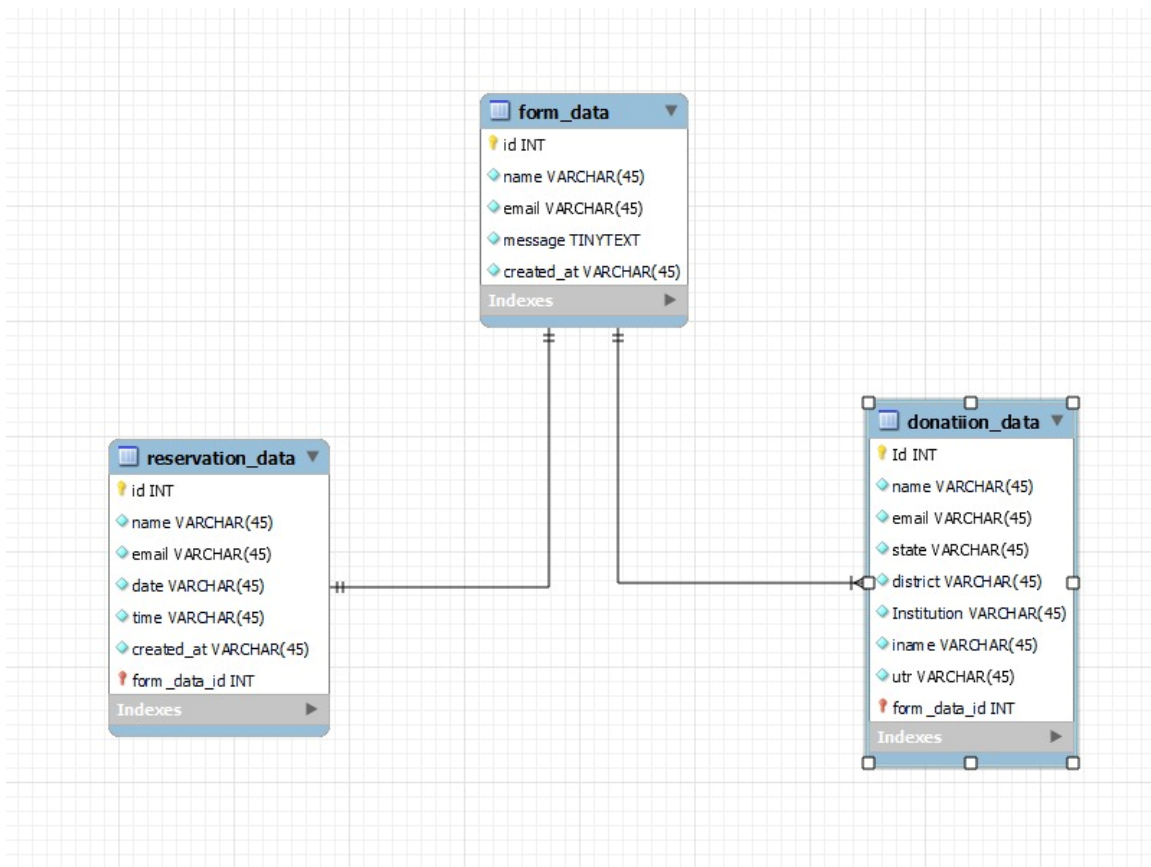 form_data
id INT
name VARCHAR(45)
email VARCHAR(45)
message TINYTEXT
created_at VARCHAR(45)
Indexes
reservation_data
id INT
name VARCHAR(45)
email VARCHAR(45)
date VARCHAR(45)
time VARCHAR(45)
created_at VARCHAR(45)
form_data_id INT
Indexes
donatiion_data
Id INT
name VARCHAR(45)
email VARCHAR(45)
state VARCHAR(45)
district VARCHAR(45)
Institution VARCHAR(45)
iname VARCHAR(45)
utr VARCHAR(45)
form_data_id INT
Indexes